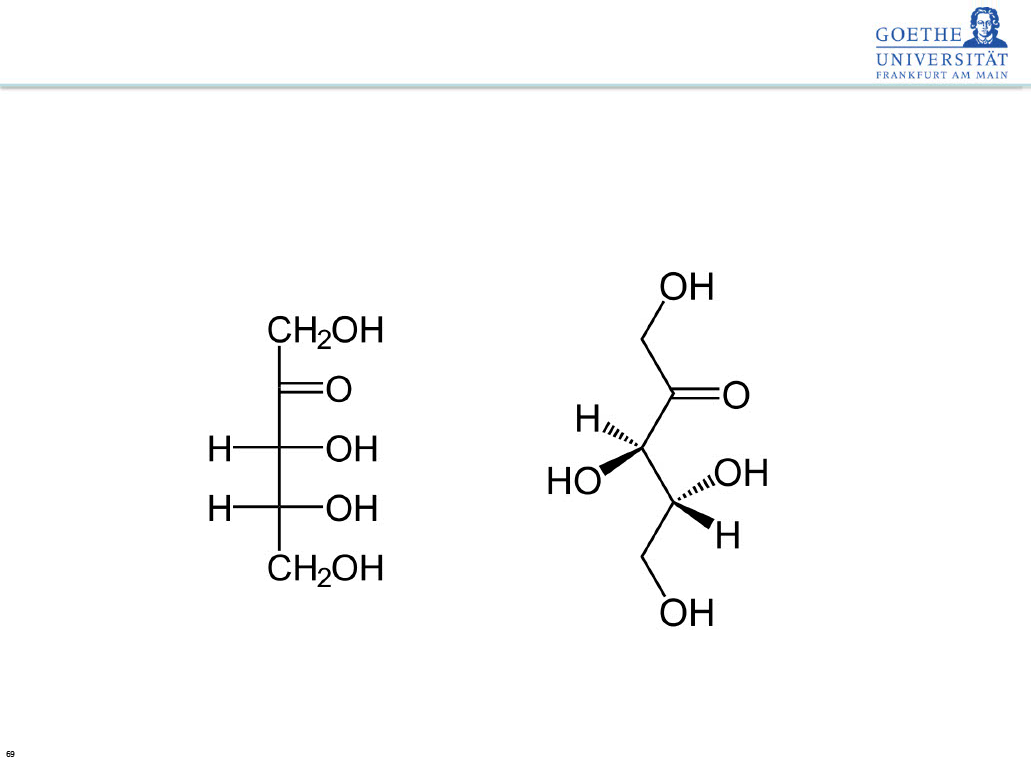 GOETHE
UNIVERSITÄT
FRANKFURT AM MAIN
CH2OH
O
H OH
H OH
CH2OH
OH
O
H
HO
OH
H
OH
69